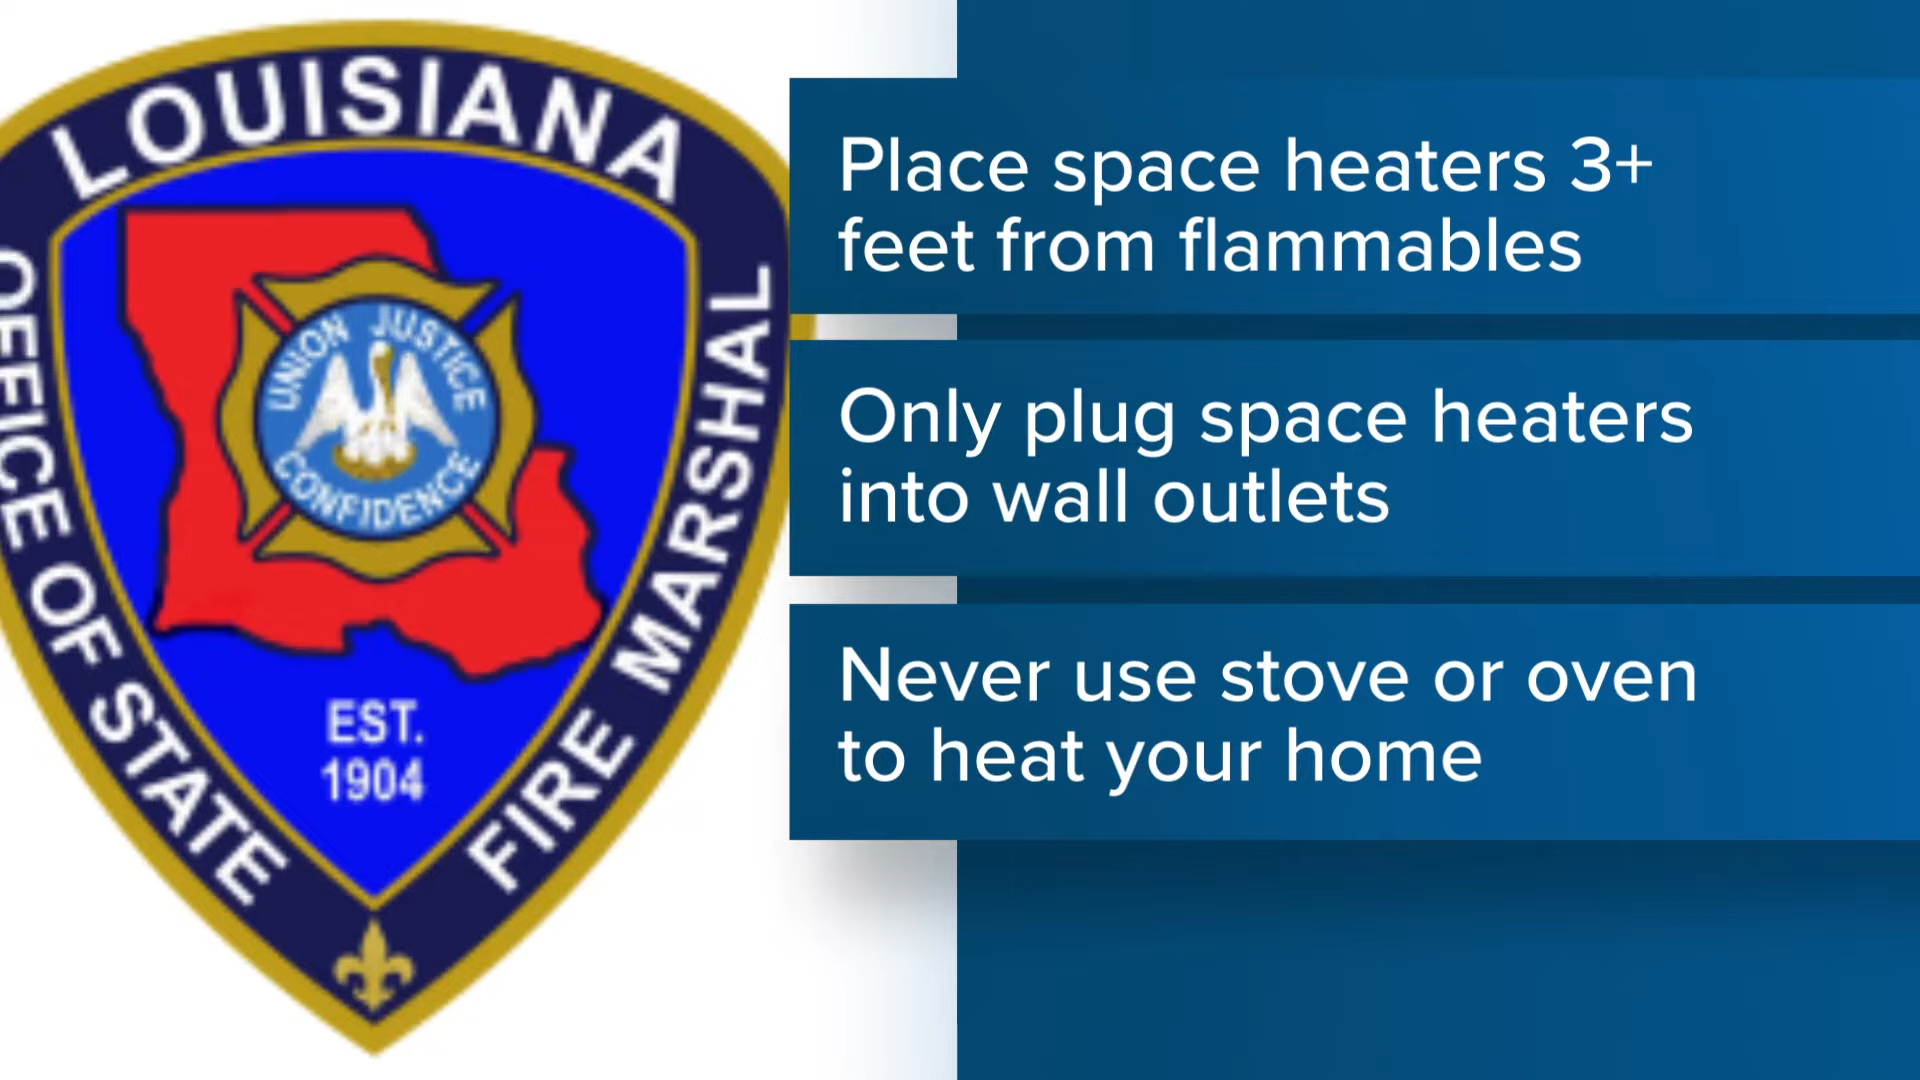 LOUISIANA
OFFICE OF STATE
FIRE MARSHAL
UNION JUSTICE
CONFIDENCE
EST.
1904
Place space heaters 3+
feet from flammables
Only plug space heaters
into wall outlets
Never use stove or oven
to heat your home